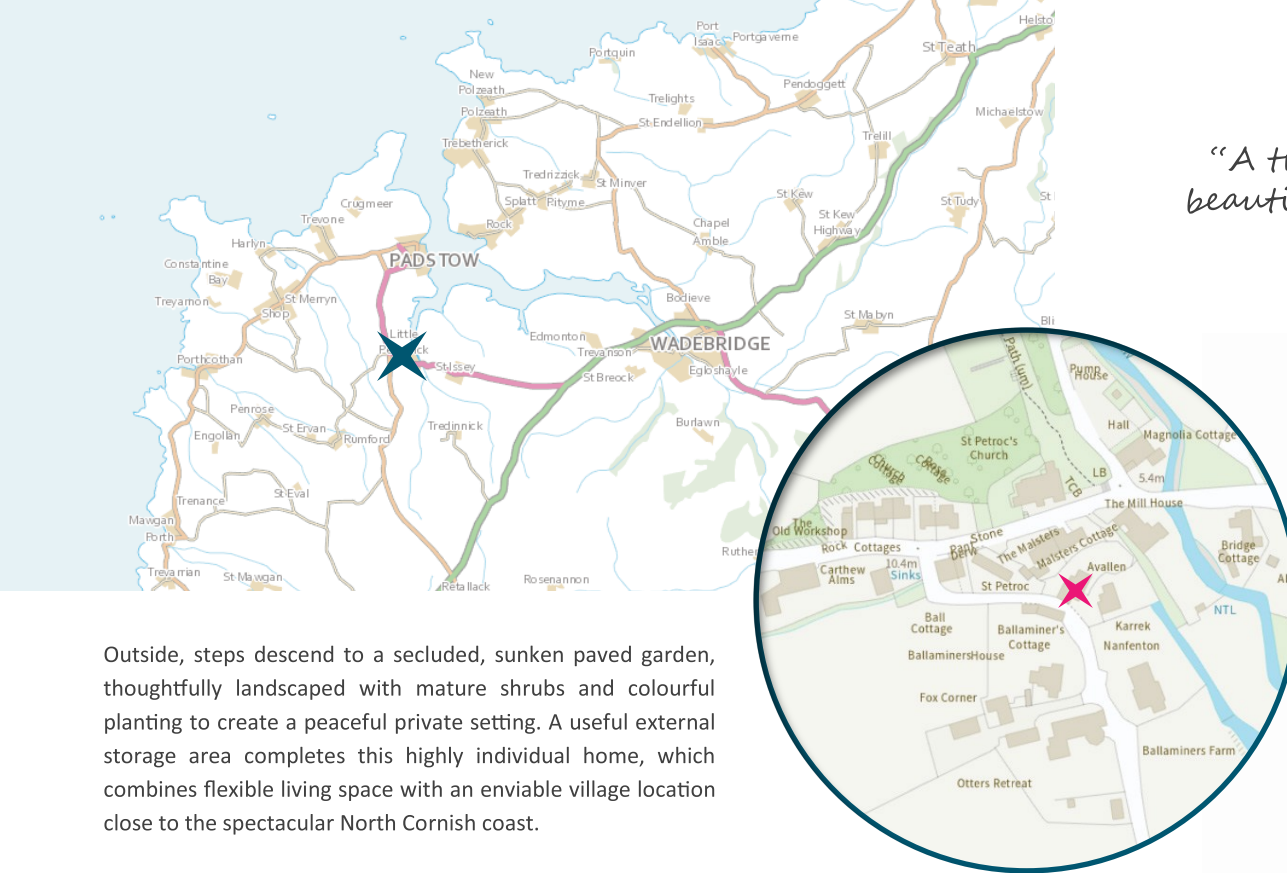 Helsto
Port
Isaac
Portgaverne
St Teath
Portquin
New
Polzeath
Pendoggett
Trelights
Polzeath
St Endellion
Michaelstow
Trelill
Trebetherick
“A
beauti
Tredrizzick
St Minver
St Kew
Splatt
Rityme
St Tudy
St
Crugmeer
Trevone
Rock
Chapel
Amble
St Kew
Highway
Harlyn
PADSTOW
Constantine
Bay
Treyarnon
St Merryn
Shop
Bodieve
St Mabyn
Little
Edmonton
WADEBRIDGE
Bli
Trevanson
Porthcothan
St Issey
St Breock
Egloshayle
Penrose
St Ervan
Engollan
Rumford
Tredinnick
Burlawn
Trenance
St Eval
Mawgan
Porth
Ruther
Trevarrian
St Mawgan
Retallack
Rosenannon
Path (um)
Pump
House
Hall
Magnolia Cottage
St Petroc's
Church
Church
Cottage
Rose
Cottage
LB
TCB
5.4m
The Mill House
The
Old Workshop
Stone
Rock Cottages
The Malsters
Malsters Cottage
Bridge
Cottage
10.4m
Carthew
Alms
Sinks
St Petroc
Avallen
NTL
Ball
Cottage
Ballaminer's
Cottage
Karrek
Nanfenton
BallaminersHouse
Fox Corner
Ballaminers Farm
Otters Retreat
Outside, steps descend to a secluded, sunken paved garden,
thoughtfully landscaped with mature shrubs and colourful
planting to create a peaceful private setting. A useful external
storage area completes this highly individual home, which
combines flexible living space with an enviable village location
close to the spectacular North Cornish coast.